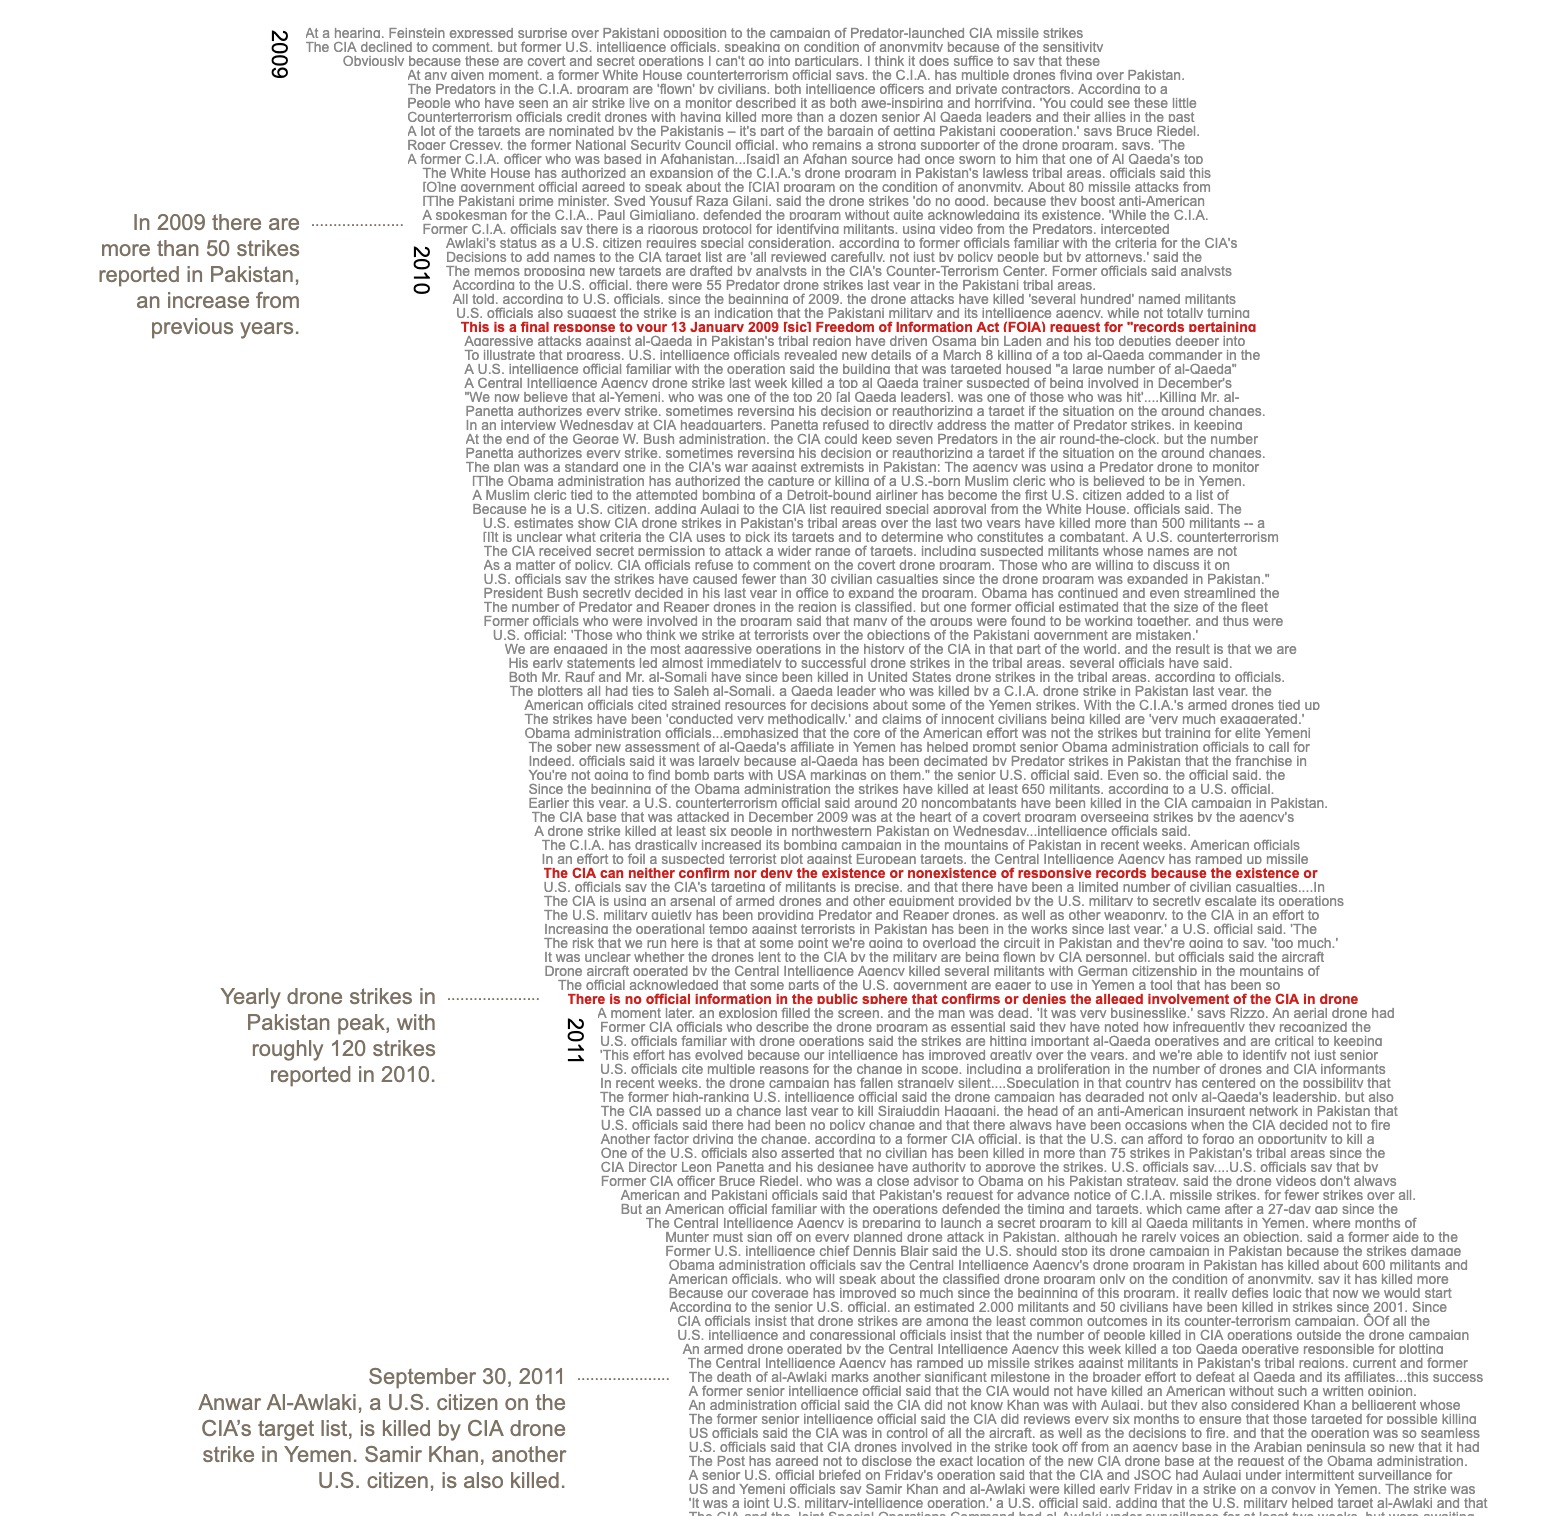 2009
At a hearing, Feinstein expressed surprise over Pakistani opposition to the campaign of Predator-launched CIA missile strikes
The CIA declined to comment, but former U.S. intelligence officials, speaking on condition of anonymity because of the sensitivity
Obviously because these are covert and secret operations I can't go into particulars. I think it does suffice to say that these
At any given moment, a former White House counterterrorism official says, the C.I.A. has multiple drones flying over Pakistan.
The Predators in the C.I.A. program are 'flown' by civilians, both intelligence officers and private contractors. According to a
People who have seen an air strike live on a monitor described it as both awe-inspiring and horrifying. 'You could see these little
Counterterrorism officials credit drones with having killed more than a dozen senior Al Qaeda leaders and their allies in the past
A lot of the targets are nominated by the Pakistanis – it's part of the bargain of getting Pakistani cooperation,' says Bruce Riedel,
Roger Cressey, the former National Security Council official, who remains a strong supporter of the drone program, says, 'The
A former C.I.A. officer who was based in Afghanistan...[said] an Afghan source had once sworn to him that one of Al Qaeda's top
The White House has authorized an expansion of the C.I.A.'s drone program in Pakistan's lawless tribal areas, officials said this
[O]ne government official agreed to speak about the [CIA] program on the condition of anonymity. About 80 missile attacks from
[T]he Pakistani prime minister, Syed Yousuf Raza Gilani, said the drone strikes 'do no good, because they boost anti-American
A spokesman for the C.I.A., Paul Gimigliano, defended the program without quite acknowledging its existence. 'While the C.I.A.
Former C.I.A. officials say there is a rigorous protocol for identifying militants, using video from the Predators, intercepted
In 2009 there are
more than 50 strikes
reported in Pakistan,
an increase from
previous years.
2010
Awlaki's status as a U.S. citizen requires special consideration, according to former officials familiar with the criteria for the CIA's
Decisions to add names to the CIA target list are 'all reviewed carefully, not just by policy people but by attorneys,' said the
The memos proposing new targets are drafted by analysts in the CIA's Counter-Terrorism Center. Former officials said analysts
According to the U.S. official, there were 55 Predator drone strikes last year in the Pakistani tribal areas.
All told, according to U.S. officials, since the beginning of 2009, the drone attacks have killed 'several hundred' named militants
U.S. officials also suggest the strike is an indication that the Pakistani military and its intelligence agency, while not totally turning
This is a final response to your 13 January 2009 [sic] Freedom of Information Act (FOIA) request for "records pertaining
Aggressive attacks against al-Qaeda in Pakistan's tribal region have driven Osama bin Laden and his top deputies deeper into
To illustrate that progress, U.S. intelligence officials revealed new details of a March 8 killing of a top al-Qaeda commander in the
A U.S. intelligence official familiar with the operation said the building that was targeted housed "a large number of al-Qaeda"
A Central Intelligence Agency drone strike last week killed a top al Qaeda trainer suspected of being involved in December's
"We now believe that al-Yemeni, who was one of the top 20 [al Qaeda leaders], was one of those who was hit'....Killing Mr. al-
Panetta authorizes every strike, sometimes reversing his decision or reauthorizing a target if the situation on the ground changes.
In an interview Wednesday at CIA headquarters, Panetta refused to directly address the matter of Predator strikes, in keeping
At the end of the George W. Bush administration, the CIA could keep seven Predators in the air round-the-clock, but the number
Panetta authorizes every strike, sometimes reversing his decision or reauthorizing a target if the situation on the ground changes.
The plan was a standard one in the CIA's war against extremists in Pakistan: The agency was using a Predator drone to monitor
[T]he Obama administration has authorized the capture or killing of a U.S.-born Muslim cleric who is believed to be in Yemen.
A Muslim cleric tied to the attempted bombing of a Detroit-bound airliner has become the first U.S. citizen added to a list of
Because he is a U.S. citizen, adding Aulaqi to the CIA list required special approval from the White House, officials said. The
U.S. estimates show CIA drone strikes in Pakistan's tribal areas over the last two years have killed more than 500 militants -- a
[I]t is unclear what criteria the CIA uses to pick its targets and to determine who constitutes a combatant. A U.S. counterterrorism
The CIA received secret permission to attack a wider range of targets, including suspected militants whose names are not
As a matter of policy, CIA officials refuse to comment on the covert drone program. Those who are willing to discuss it on
U.S. officials say the strikes have caused fewer than 30 civilian casualties since the drone program was expanded in Pakistan."
President Bush secretly decided in his last year in office to expand the program. Obama has continued and even streamlined the
The number of Predator and Reaper drones in the region is classified, but one former official estimated that the size of the fleet
Former officials who were involved in the program said that many of the groups were found to be working together, and thus were
U.S. official: 'Those who think we strike at terrorists over the objections of the Pakistani government are mistaken.'
We are engaged in the most aggressive operations in the history of the CIA in that part of the world, and the result is that we are
His early statements led almost immediately to successful drone strikes in the tribal areas, several officials have said.
Both Mr. Rauf and Mr. al-Somali have since been killed in United States drone strikes in the tribal areas, according to officials.
The plotters all had ties to Saleh al-Somali, a Qaeda leader who was killed by a C.I.A. drone strike in Pakistan last year, the
American officials cited strained resources for decisions about some of the Yemen strikes. With the C.I.A.'s armed drones tied up
The strikes have been 'conducted very methodically,' and claims of innocent civilians being killed are 'very much exaggerated.'
Obama administration officials...emphasized that the core of the American effort was not the strikes but training for elite Yemeni
The sober new assessment of al-Qaeda's affiliate in Yemen has helped prompt senior Obama administration officials to call for
Indeed, officials said it was largely because al-Qaeda has been decimated by Predator strikes in Pakistan that the franchise in
You're not going to find bomb parts with USA markings on them," the senior U.S. official said. Even so, the official said, the
Since the beginning of the Obama administration the strikes have killed at least 650 militants, according to a U.S. official.
Earlier this year, a U.S. counterterrorism official said around 20 noncombatants have been killed in the CIA campaign in Pakistan.
The CIA base that was attacked in December 2009 was at the heart of a covert program overseeing strikes by the agency's
A drone strike killed at least six people in northwestern Pakistan on Wednesday...intelligence officials said.
The C.I.A. has drastically increased its bombing campaign in the mountains of Pakistan in recent weeks, American officials
In an effort to foil a suspected terrorist plot against European targets, the Central Intelligence Agency has ramped up missile
The CIA can neither confirm nor deny the existence or nonexistence of responsive records because the existence or
U.S. officials say the CIA's targeting of militants is precise, and that there have been a limited number of civilian casualties....In
The CIA is using an arsenal of armed drones and other equipment provided by the U.S. military to secretly escalate its operations
The U.S. military quietly has been providing Predator and Reaper drones, as well as other weaponry, to the CIA in an effort to
Increasing the operational tempo against terrorists in Pakistan has been in the works since last year,' a U.S. official said. 'The
The risk that we run here is that at some point we're going to overload the circuit in Pakistan and they're going to say, 'too much.'
It was unclear whether the drones lent to the CIA by the military are being flown by CIA personnel, but officials said the aircraft
Drone aircraft operated by the Central Intelligence Agency killed several militants with German citizenship in the mountains of
The official acknowledged that some parts of the U.S. government are eager to use in Yemen a tool that has been so
There is no official information in the public sphere that confirms or denies the alleged involvement of the CIA in drone
Yearly drone strikes in
Pakistan peak, with
roughly 120 strikes
reported in 2010.
2011
A moment later, an explosion filled the screen, and the man was dead. 'It was very businesslike,' says Rizzo. An aerial drone had
Former CIA officials who describe the drone program as essential said they have noted how infrequently they recognized the
U.S. officials familiar with drone operations said the strikes are hitting important al-Qaeda operatives and are critical to keeping
'This effort has evolved because our intelligence has improved greatly over the years, and we're able to identify not just senior
U.S. officials cite multiple reasons for the change in scope, including a proliferation in the number of drones and CIA informants
In recent weeks, the drone campaign has fallen strangely silent....Speculation in that country has centered on the possibility that
The former high-ranking U.S. intelligence official said the drone campaign has degraded not only al-Qaeda's leadership, but also
The CIA passed up a chance last year to kill Sirajuddin Haqqani, the head of an anti-American insurgent network in Pakistan that
U.S. officials said there had been no policy change and that there always have been occasions when the CIA decided not to fire
Another factor driving the change, according to a former CIA official, is that the U.S. can afford to forgo an opportunity to kill a
One of the U.S. officials also asserted that no civilian has been killed in more than 75 strikes in Pakistan's tribal areas since the
CIA Director Leon Panetta and his designee have authority to approve the strikes, U.S. officials say....U.S. officials say that by
Former CIA officer Bruce Riedel, who was a close advisor to Obama on his Pakistan strategy, said the drone videos don't always
American and Pakistani officials said that Pakistan's request for advance notice of C.I.A. missile strikes, for fewer strikes over all,
But an American official familiar with the operations defended the timing and targets, which came after a 27-day gap since the
The Central Intelligence Agency is preparing to launch a secret program to kill al Qaeda militants in Yemen, where months of
Munter must sign off on every planned drone attack in Pakistan, although he rarely voices an objection, said a former aide to the
Former U.S. intelligence chief Dennis Blair said the U.S. should stop its drone campaign in Pakistan because the strikes damage
Obama administration officials say the Central Intelligence Agency's drone program in Pakistan has killed about 600 militants and
American officials, who will speak about the classified drone program only on the condition of anonymity, say it has killed more
Because our coverage has improved so much since the beginning of this program, it really defies logic that now we would start
According to the senior U.S. official, an estimated 2,000 militants and 50 civilians have been killed in strikes since 2001. Since
CIA officials insist that drone strikes are among the least common outcomes in its counter-terrorism campaign. ÔOf all the
U.S. intelligence and congressional officials insist that the number of people killed in CIA operations outside the drone campaign
An armed drone operated by the Central Intelligence Agency this week killed a top Qaeda operative responsible for plotting
The Central Intelligence Agency has ramped up missile strikes against militants in Pakistan's tribal regions, current and former
The death of al-Awlaki marks another significant milestone in the broader effort to defeat al Qaeda and its affiliates...this success
A former senior intelligence official said that the CIA would not have killed an American without such a written opinion.
An administration official said the CIA did not know Khan was with Aulaqi, but they also considered Khan a belligerent whose
The former senior intelligence official said the CIA did reviews every six months to ensure that those targeted for possible killing
US officials said the CIA was in control of all the aircraft, as well as the decisions to fire, and that the operation was so seamless
U.S. officials said that CIA drones involved in the strike took off from an agency base in the Arabian peninsula so new that it had
The Post has agreed not to disclose the exact location of the new CIA drone base at the request of the Obama administration.
A senior U.S. official briefed on Friday's operation said that the CIA and JSOC had Aulaqi under intermittent surveillance for
US and Yemeni officials say Samir Khan and al-Awlaki were killed early Friday in a strike on a convoy in Yemen. The strike was
'It was a joint U.S. military-intelligence operation,' a U.S. official said, adding that the U.S. military helped target al-Awlaki and that
September 30, 2011
Anwar Al-Awlaki, a U.S. citizen on the
CIA's target list, is killed by CIA drone
strike in Yemen. Samir Khan, another
U.S. citizen, is also killed.